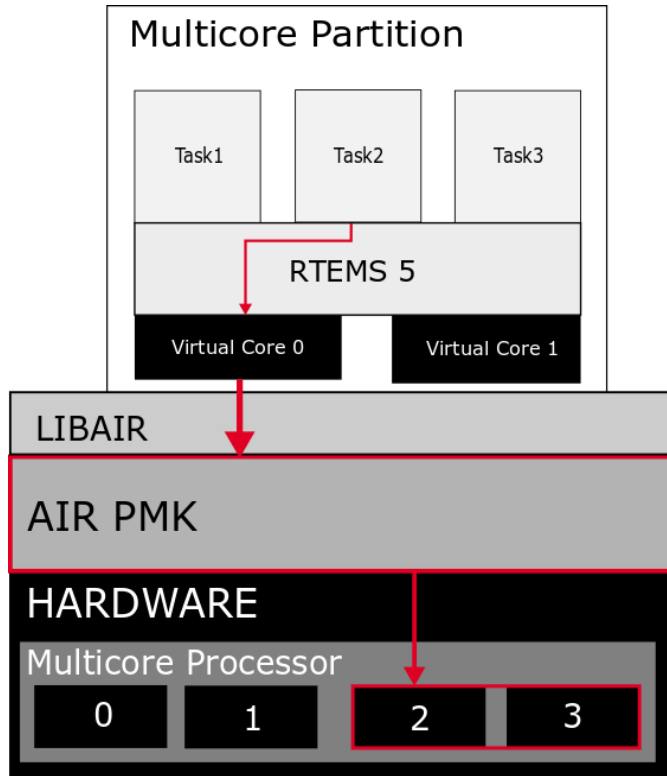 Multicore Partition
Task1
Task2
Task3
RTEMS 5
Virtual Core 0
Virtual Core 1
LIBAIR
AIR PMK
HARDWARE
Multicore Processor
0
1
2
3